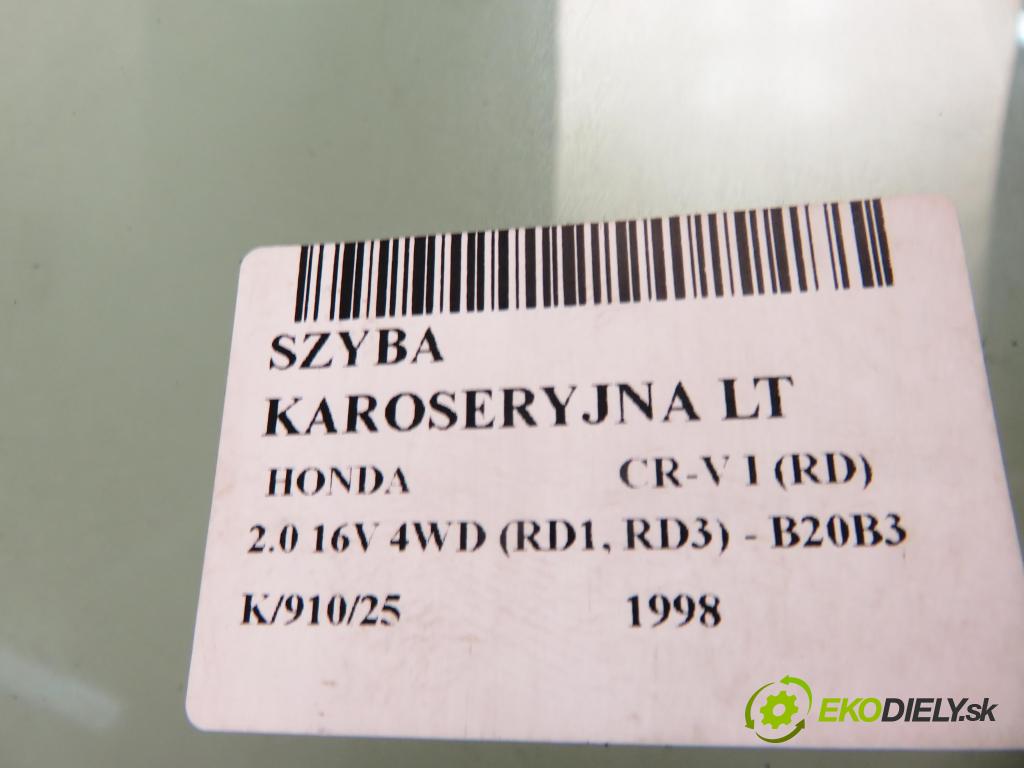 SZYBA
KAROSERYJNA LT
HONDA CR-V I (RD)
2.0 16V 4WD (RD1, RD3) - B20B3
K/910/25 1998
EKODIELY.sk